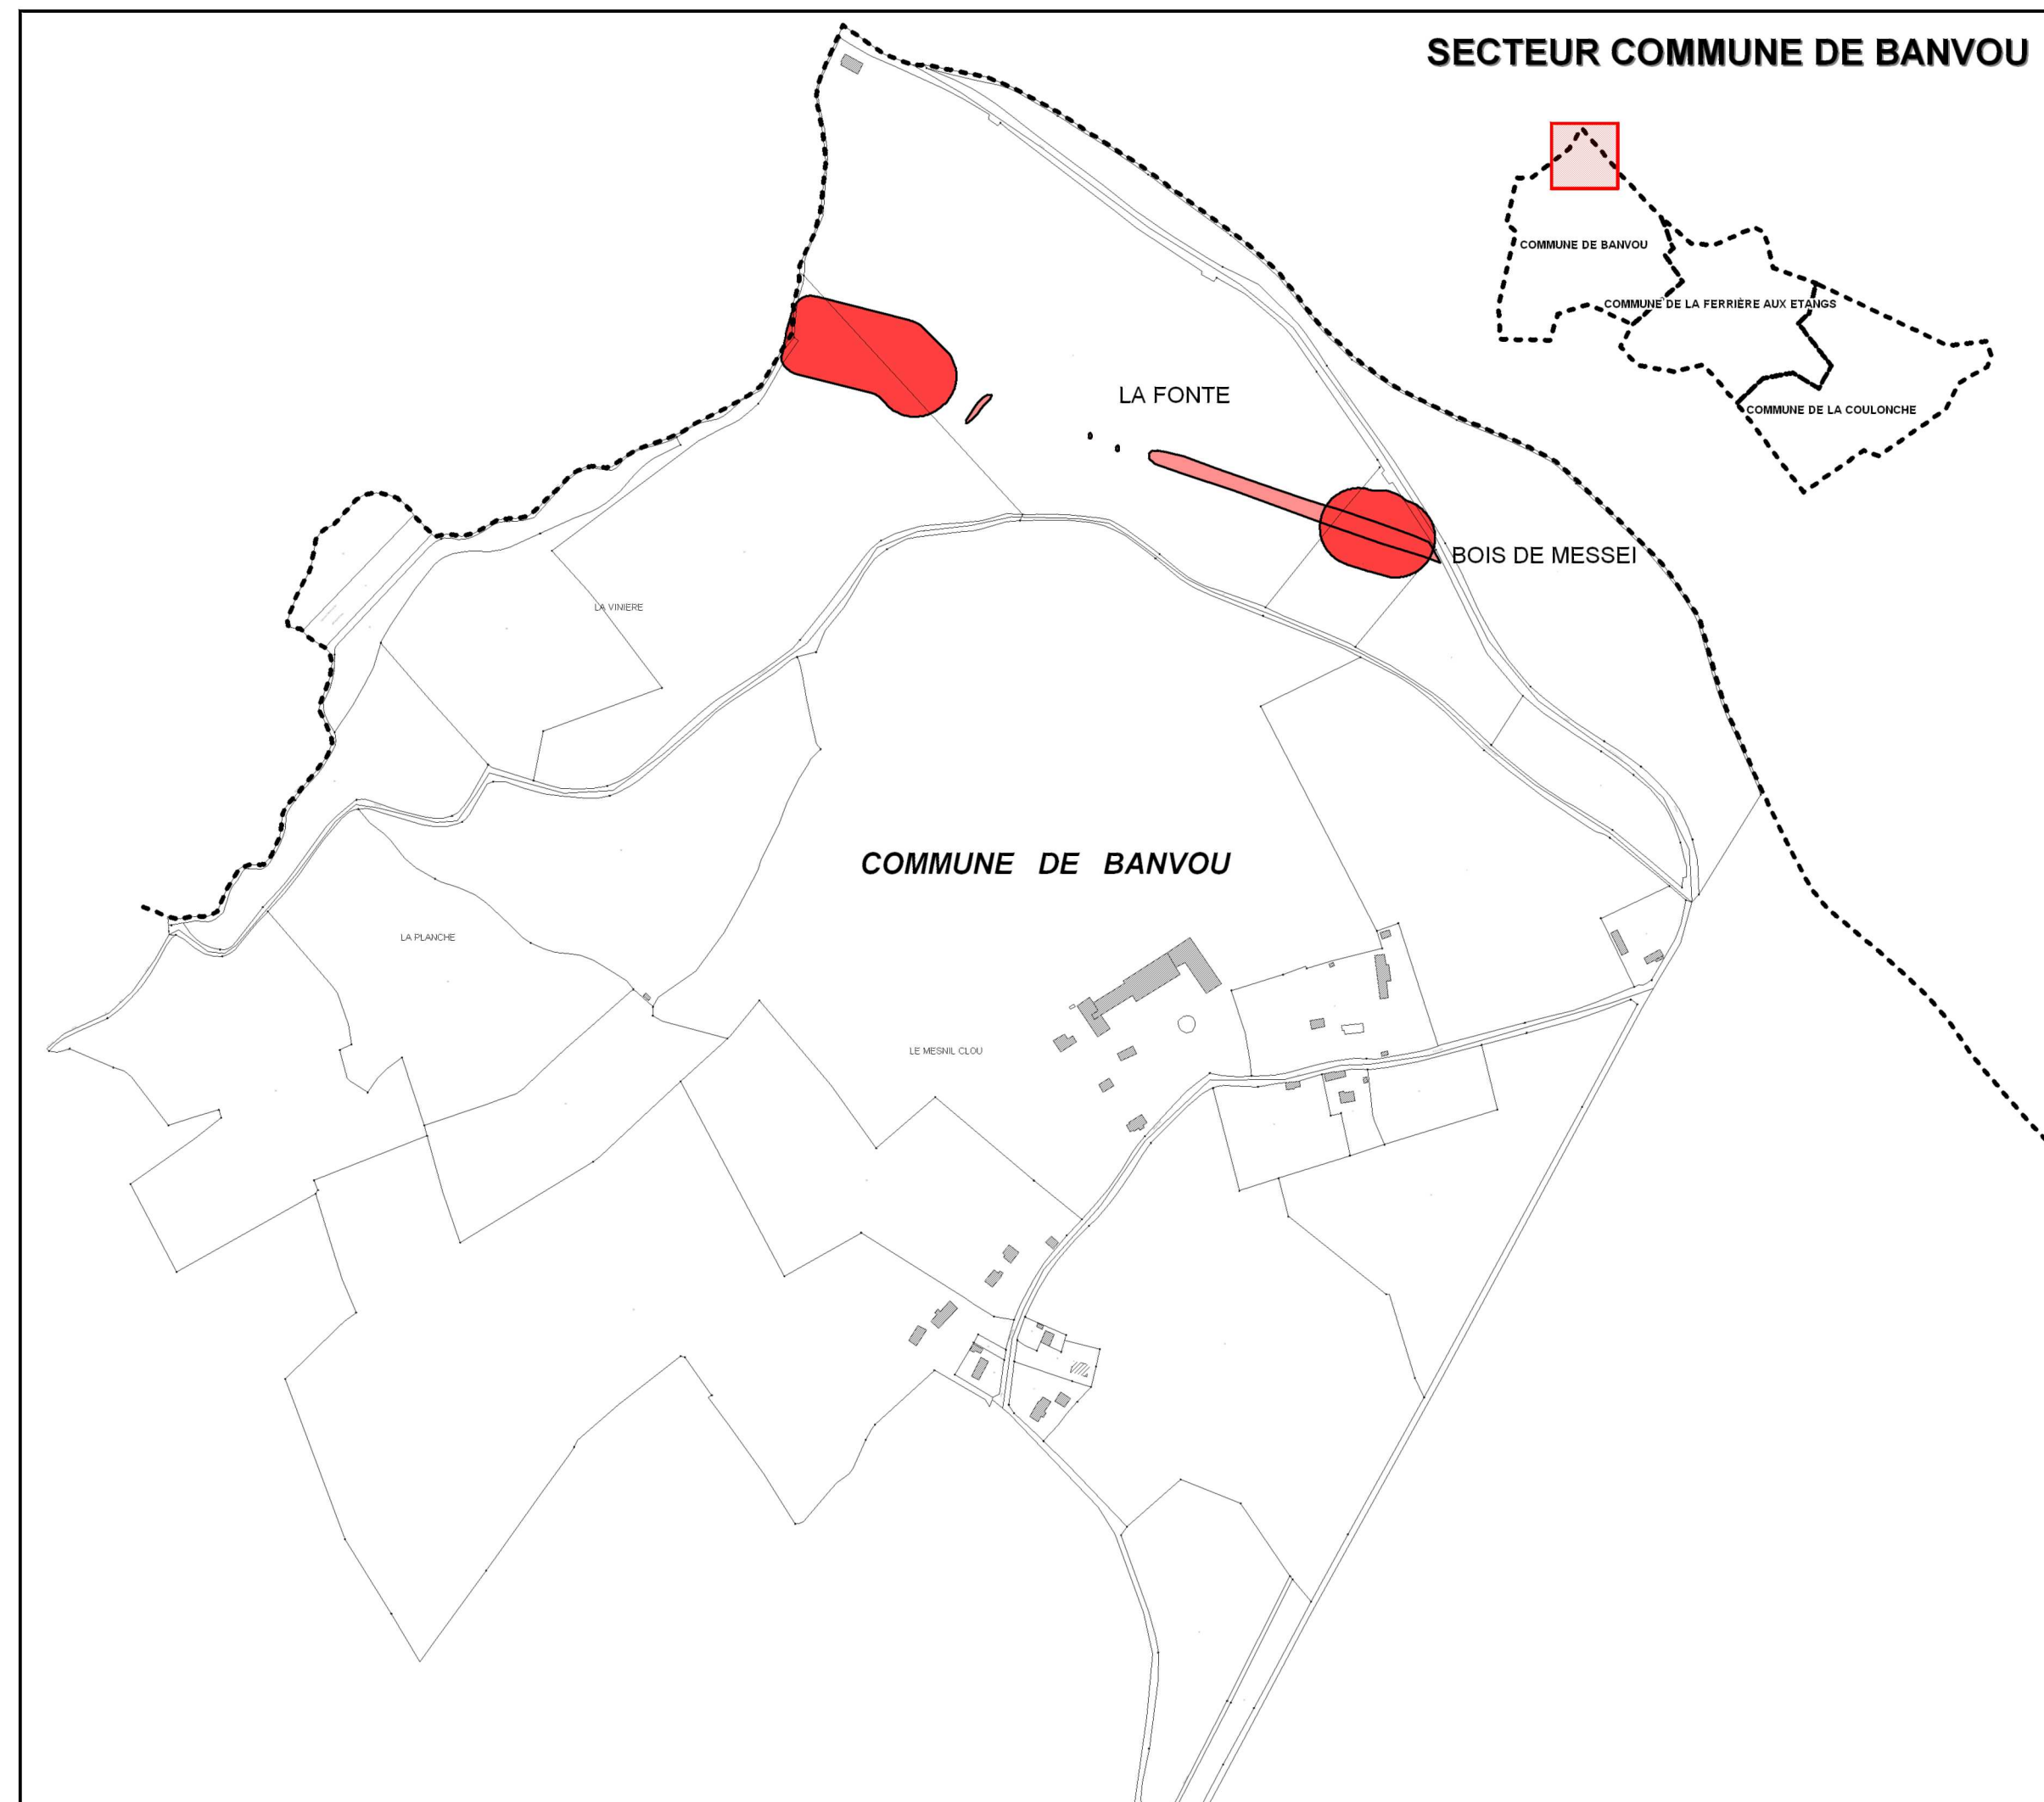 SECTEUR COMMUNE DE BANVOU
COMMUNE DE BANVOU
COMMUNE DE LA FERRIÈRE AUX ETANGS
COMMUNE DE LA COULONCHE
LA FONTE
BOIS DE MESSEI
LA VINIERE
COMMUNE DE BANVOU
LA PLANCHE
LE MESNIL CLOU